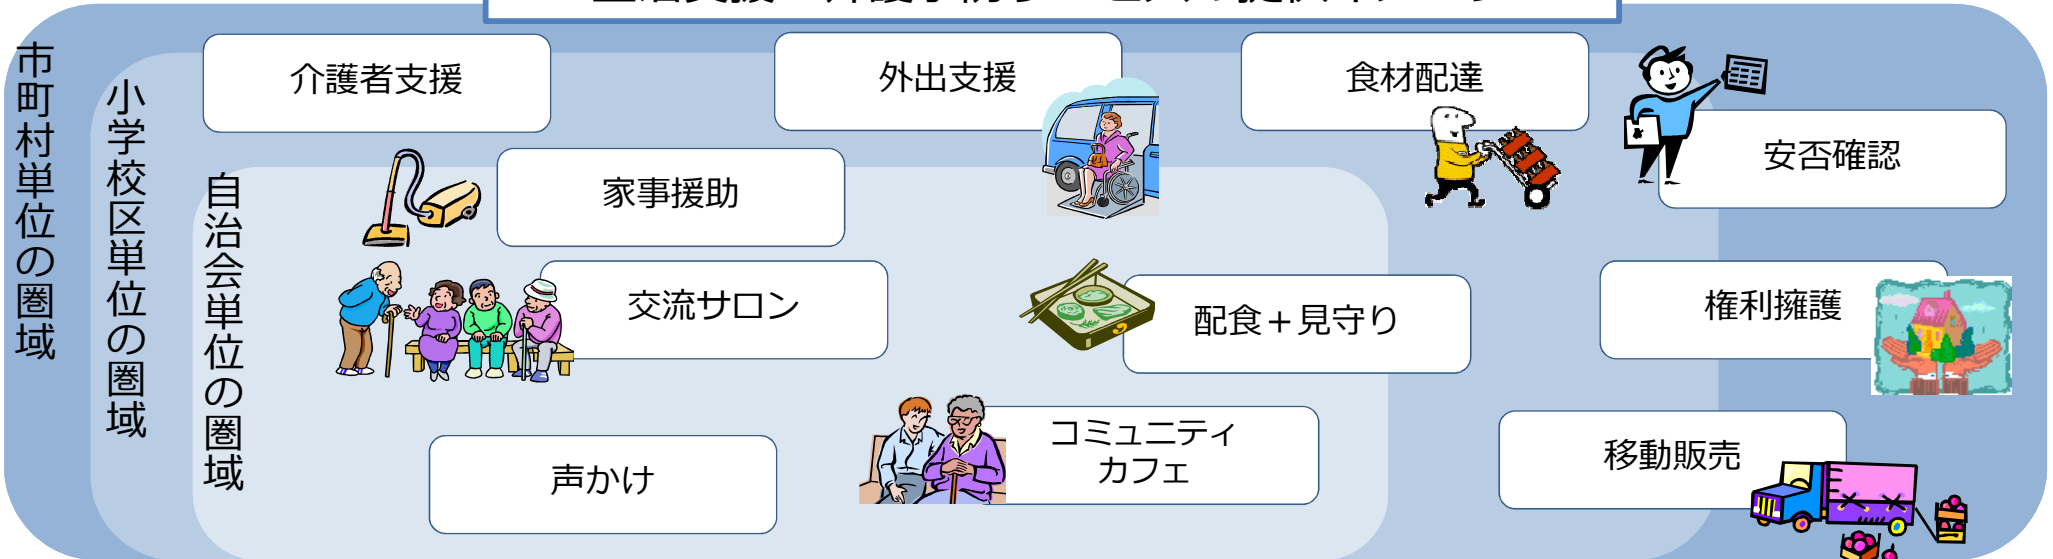 市町村単位の圏域
小学校区単位の圏域
自治会単位の圏域
介護者支援
外出支援
食材配達
安否確認
家事援助
交流サロン
配食＋見守り
権利擁護
声かけ
コミュニティ
カフェ
移動販売